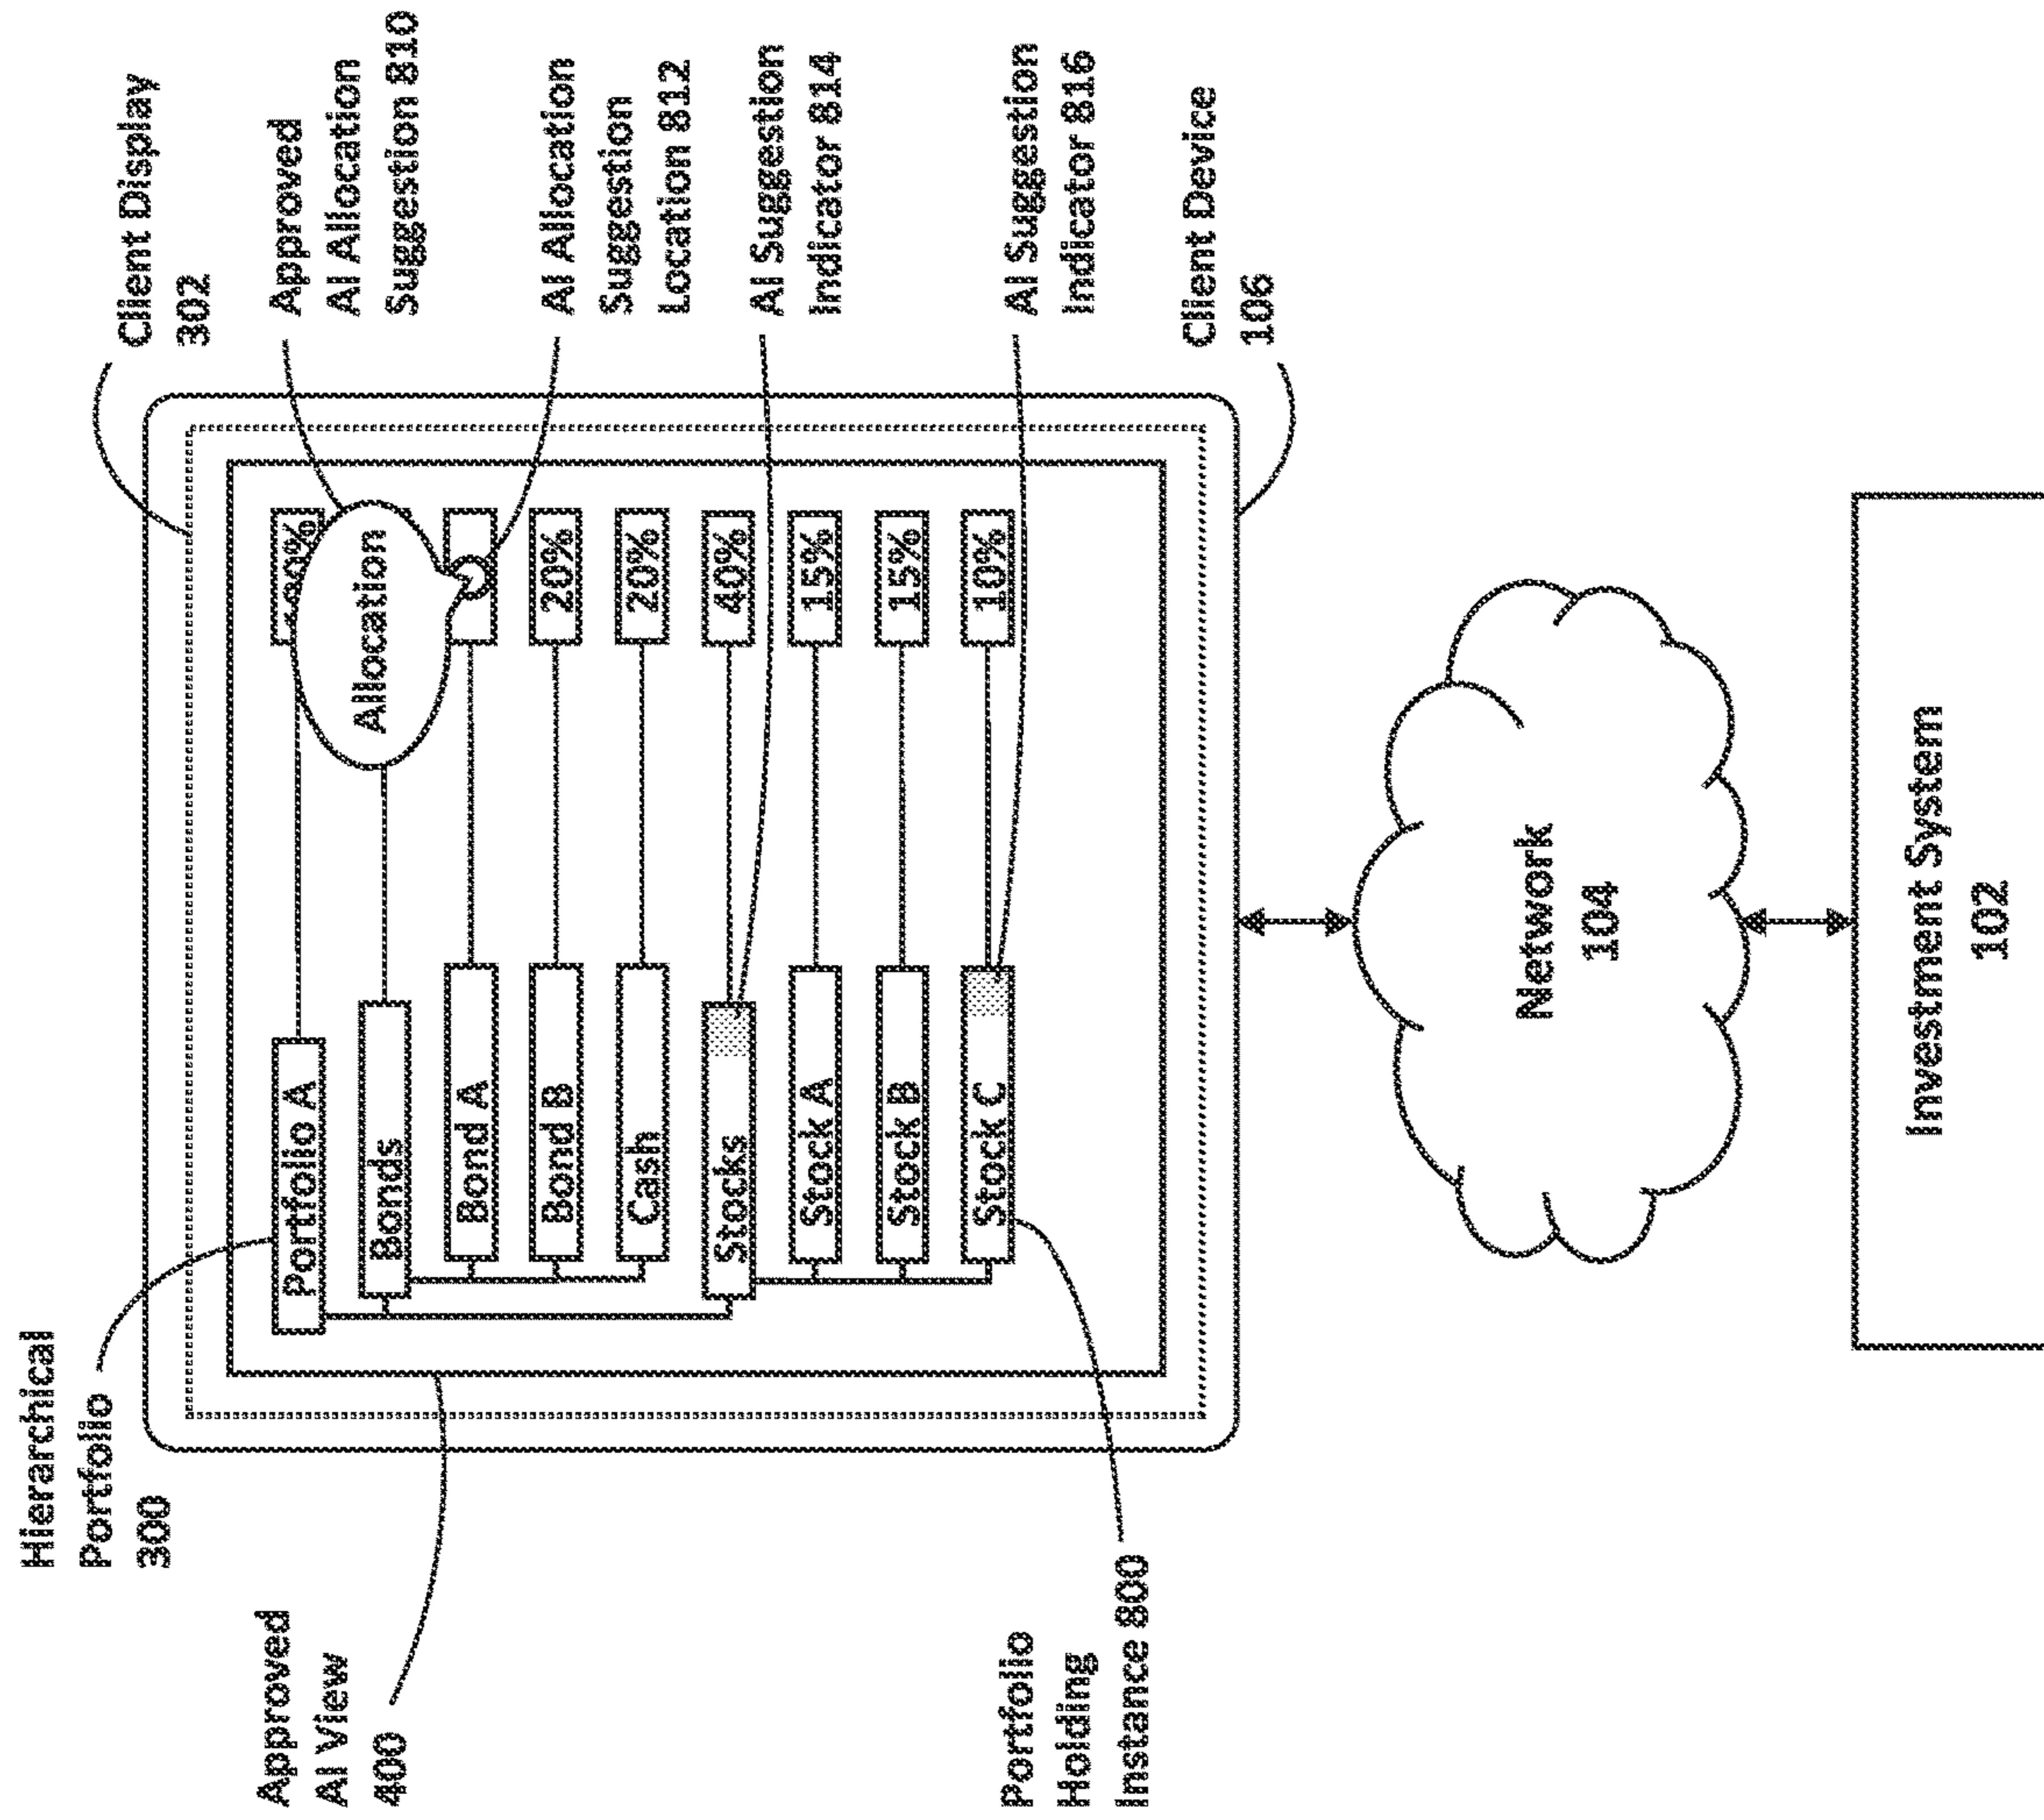 Hierarchical
Portfolio
300
Client Display
302
Approved
AI View
400
Approved
AI Allocation
Suggestion 810
Portfolio A
Bonds
Allocation
Bond A
AI Allocation
Suggestion
Location 812
Bond B
20%
Cash
20%
Stocks
40%
AI Suggestion
Indicator 814
Stock A
15%
Stock B
15%
Stock C
10%
AI Suggestion
Indicator 816
Portfolio
Holding
Instance 800
Client Device
106
Network
104
Investment System
102